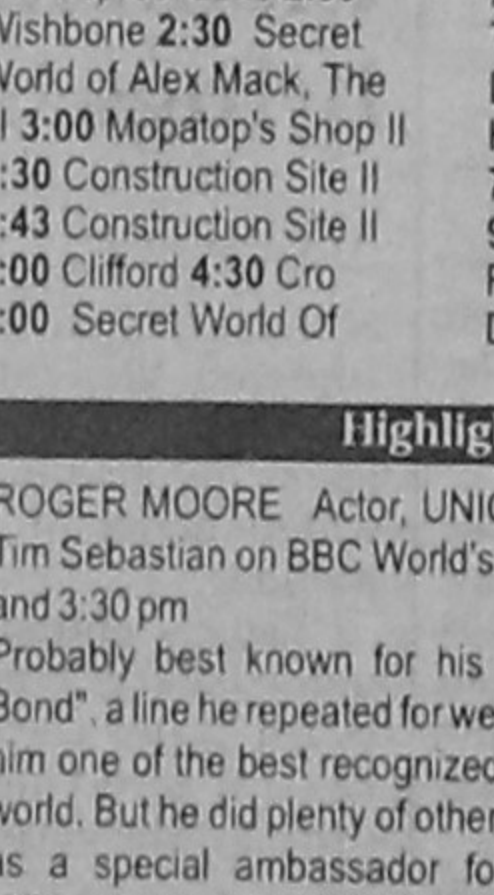 Wishbone 2:30 Secret
World of Alex Mack, The
I 3:00 Mopatop's Shop II
:30 Construction Site II
:43 Construction Site II
:00 Clifford 4:30 Cro
:00 Secret World Of
Highlig
ROGER MOORE Actor, UNIC
Tim Sebastian on BBC World's
and 3:30 pm
Probably best known for his
Bond", a line he repeated for we
him one of the best recognized
world. But he did plenty of other
as a special ambassador fo